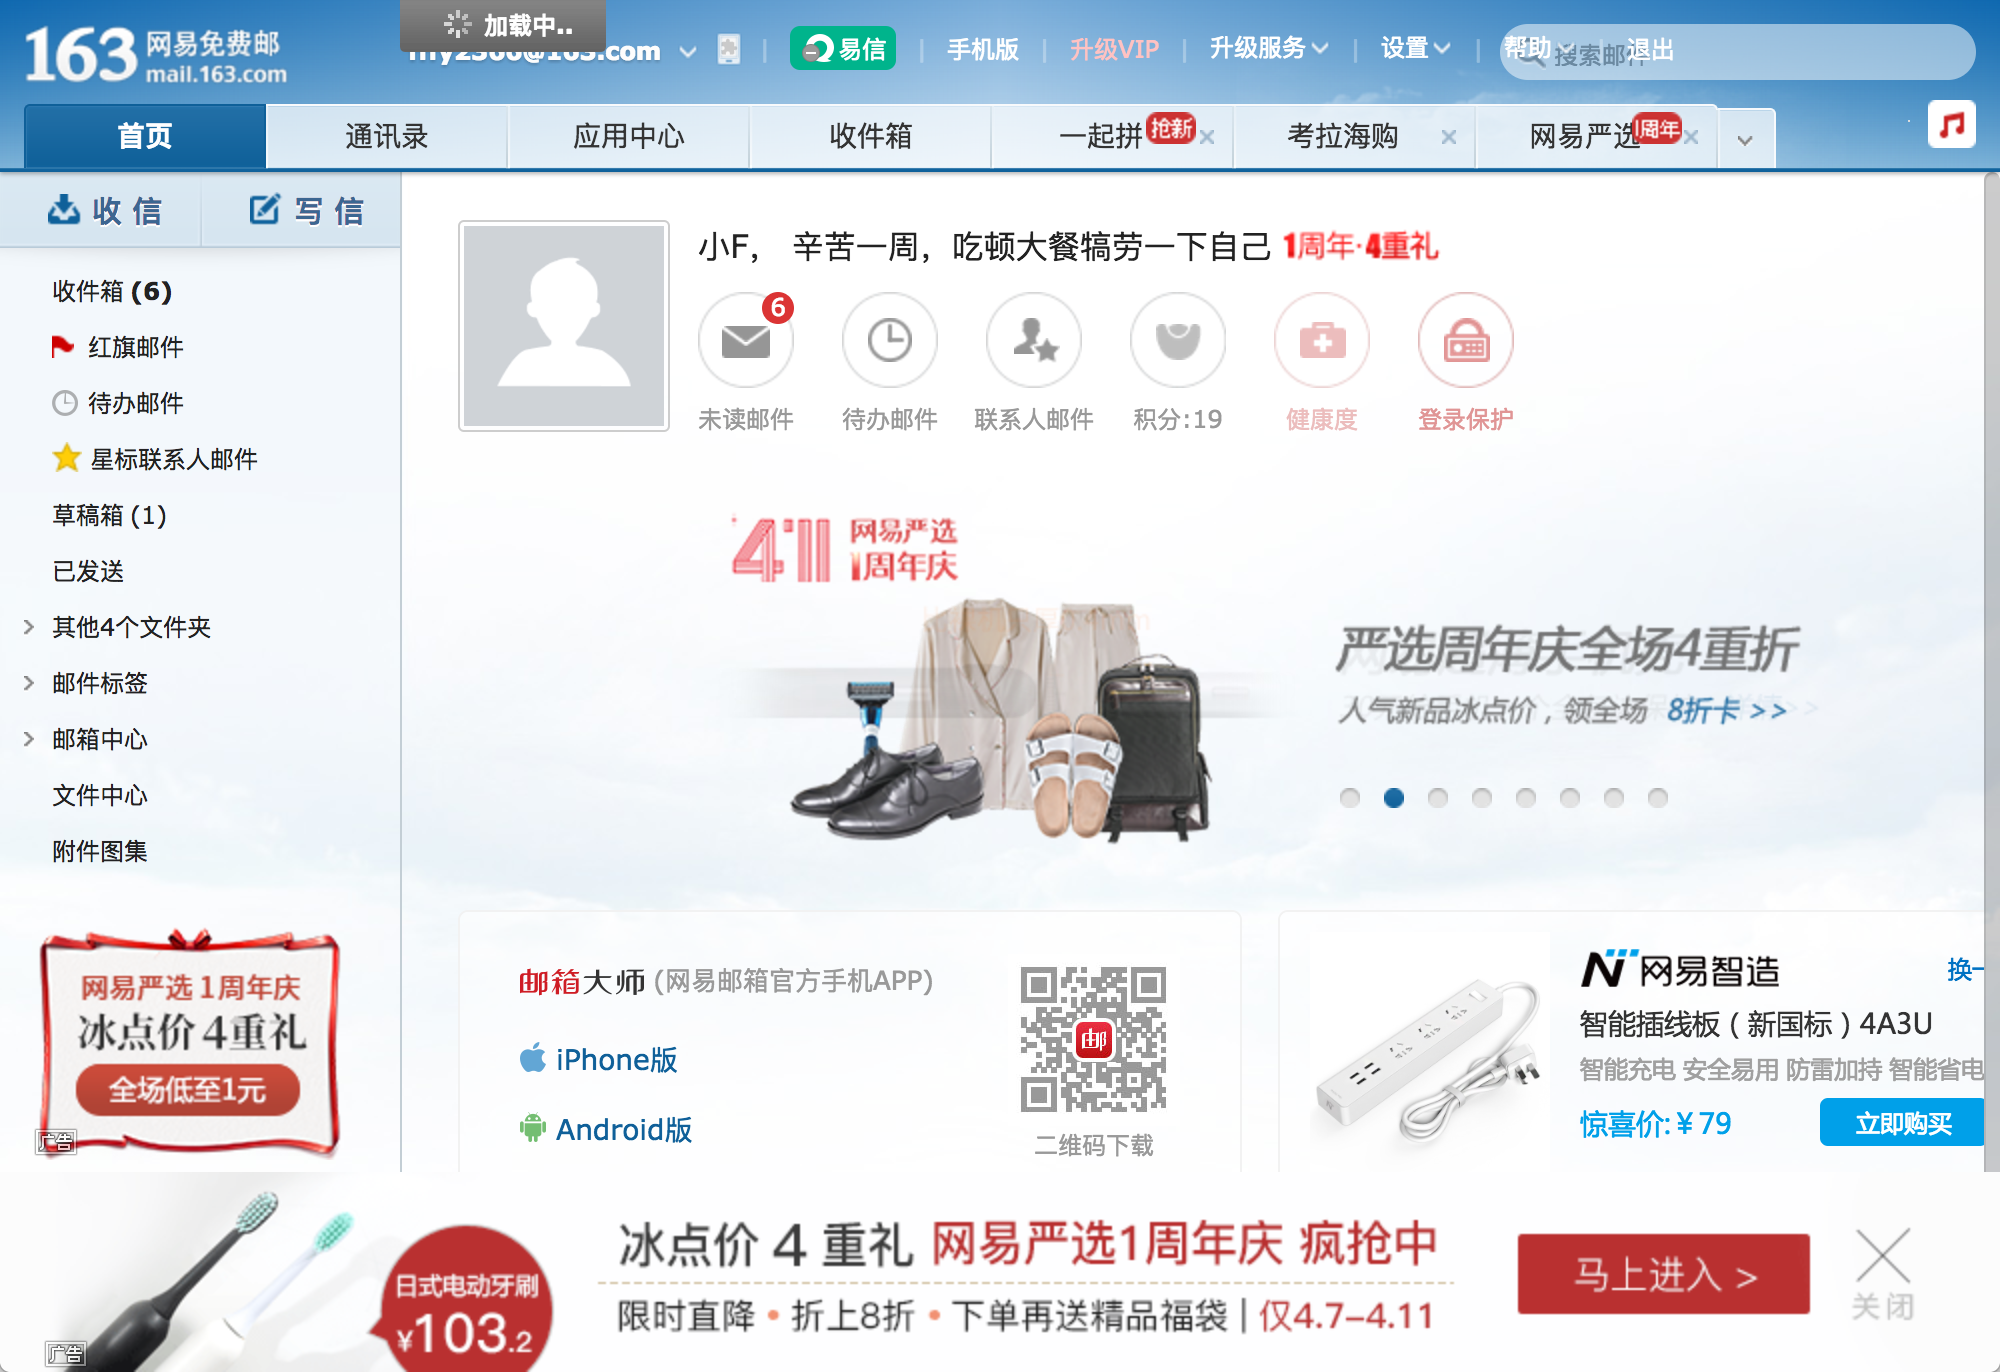 163 网易免费邮
mail.163.com
加载中..
易信
手机版
升级VIP
升级服务
设置
帮助
退出
搜索邮件
首页
通讯录
应用中心
收件箱
一起拼
抢新
考拉海购
网易严选
1周年
收 信
写 信
收件箱 (6)
红旗邮件
待办邮件
星标联系人邮件
草稿箱 (1)
已发送
其他4个文件夹
邮件标签
邮箱中心
文件中心
附件图集
网易严选 1周年庆
冰点价 4重礼
全场低至1元
广告
小F， 辛苦一周，吃顿大餐犒劳一下自己 1周年·4重礼
6
未读邮件
待办邮件
联系人邮件
积分:19
健康度
登录保护
411 网易严选
1周年庆
严选周年庆全场4重折
人气新品冰点价，领全场 8折卡 >>
邮箱大师 (网易邮箱官方手机APP)
iPhone版
Android版
邮
二维码下载
网易智造
换一
智能插线板（新国标）4A3U
智能充电 安全易用 防雷加持 智能省电
惊喜价:￥79
立即购买
日式电动牙刷
¥103.2
广告
冰点价 4 重礼 网易严选1周年庆 疯抢中
限时直降 • 折上8折 • 下单再送精品福袋 | 仅4.7–4.11
马上进入 >
关闭